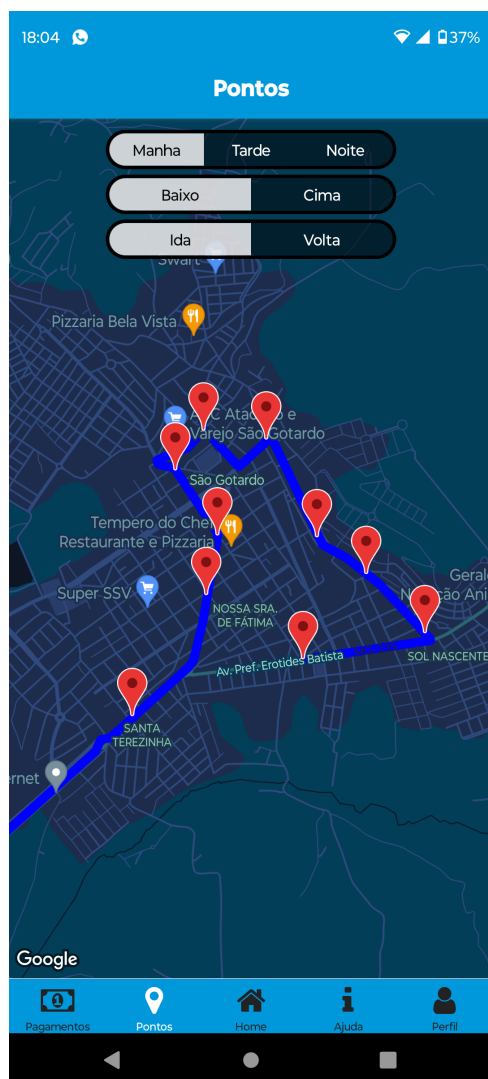 18:04
37%
Pontos
Manha
Tarde
Noite
Baixo
Cima
Ida
Volta
Swart
Pizzaria Bela Vista
Varejo São Gotardo
São Gotardo
Tempero do Chef
Restaurante e Pizzaria
Super SSV
NOSSA SRA.
DE FÁTIMA
Av. Pref. Erotides Batista
SOL NASCENTE
SANTA
TEREZINHA
ernet
Google
Pagamentos
Pontos
Home
Ajuda
Perfil